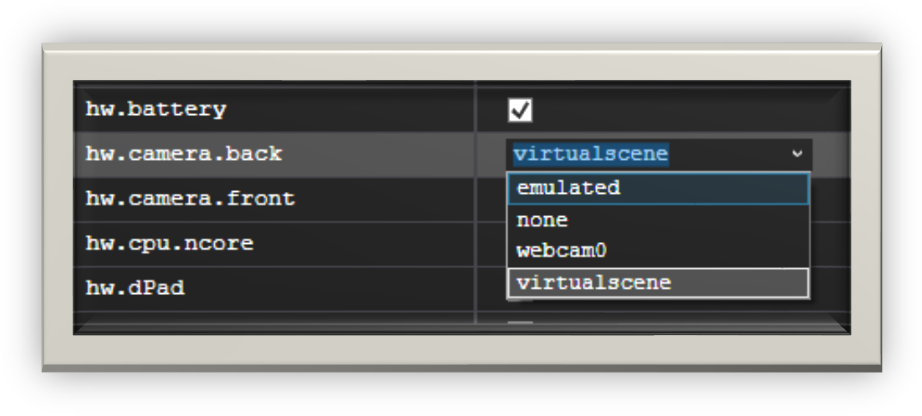 hw.battery
hw.camera.back virtualscene
hw.camera.front emulated
none
hw.cpu.ncore webcam0
hw.dPad virtualscene